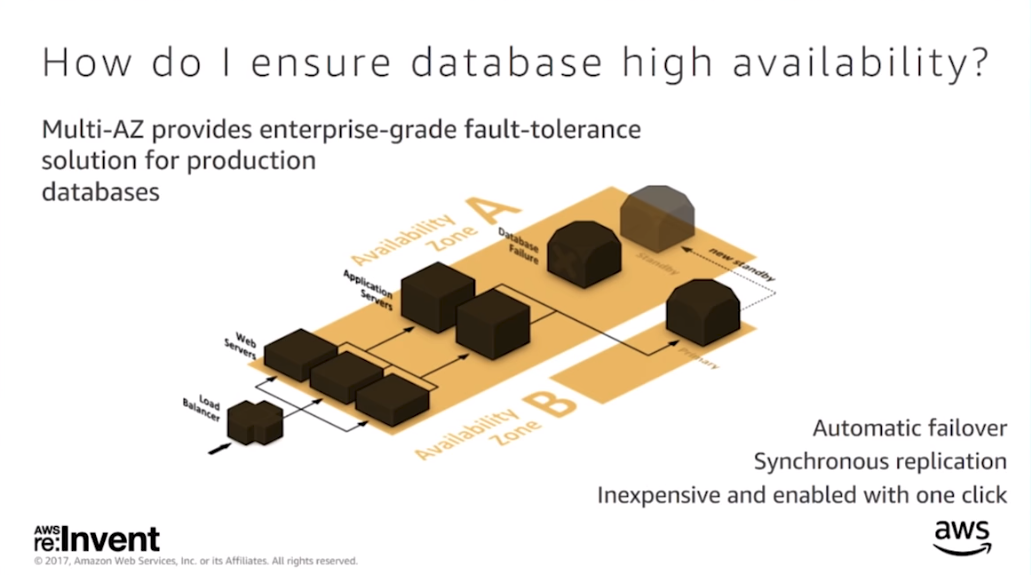 How do I ensure database high availability?
Multi-AZ provides enterprise-grade fault-tolerance
solution for production
databases
Availability
Zone A
Database
Failure
Standby
new standby
Application
Servers
Primary
Web
Servers
Load
Balancer
Availability
Zone B
Automatic failover
Synchronous replication
Inexpensive and enabled with one click
AWS
re:Invent
© 2017, Amazon Web Services, Inc. or its Affiliates. All rights reserved.
aws